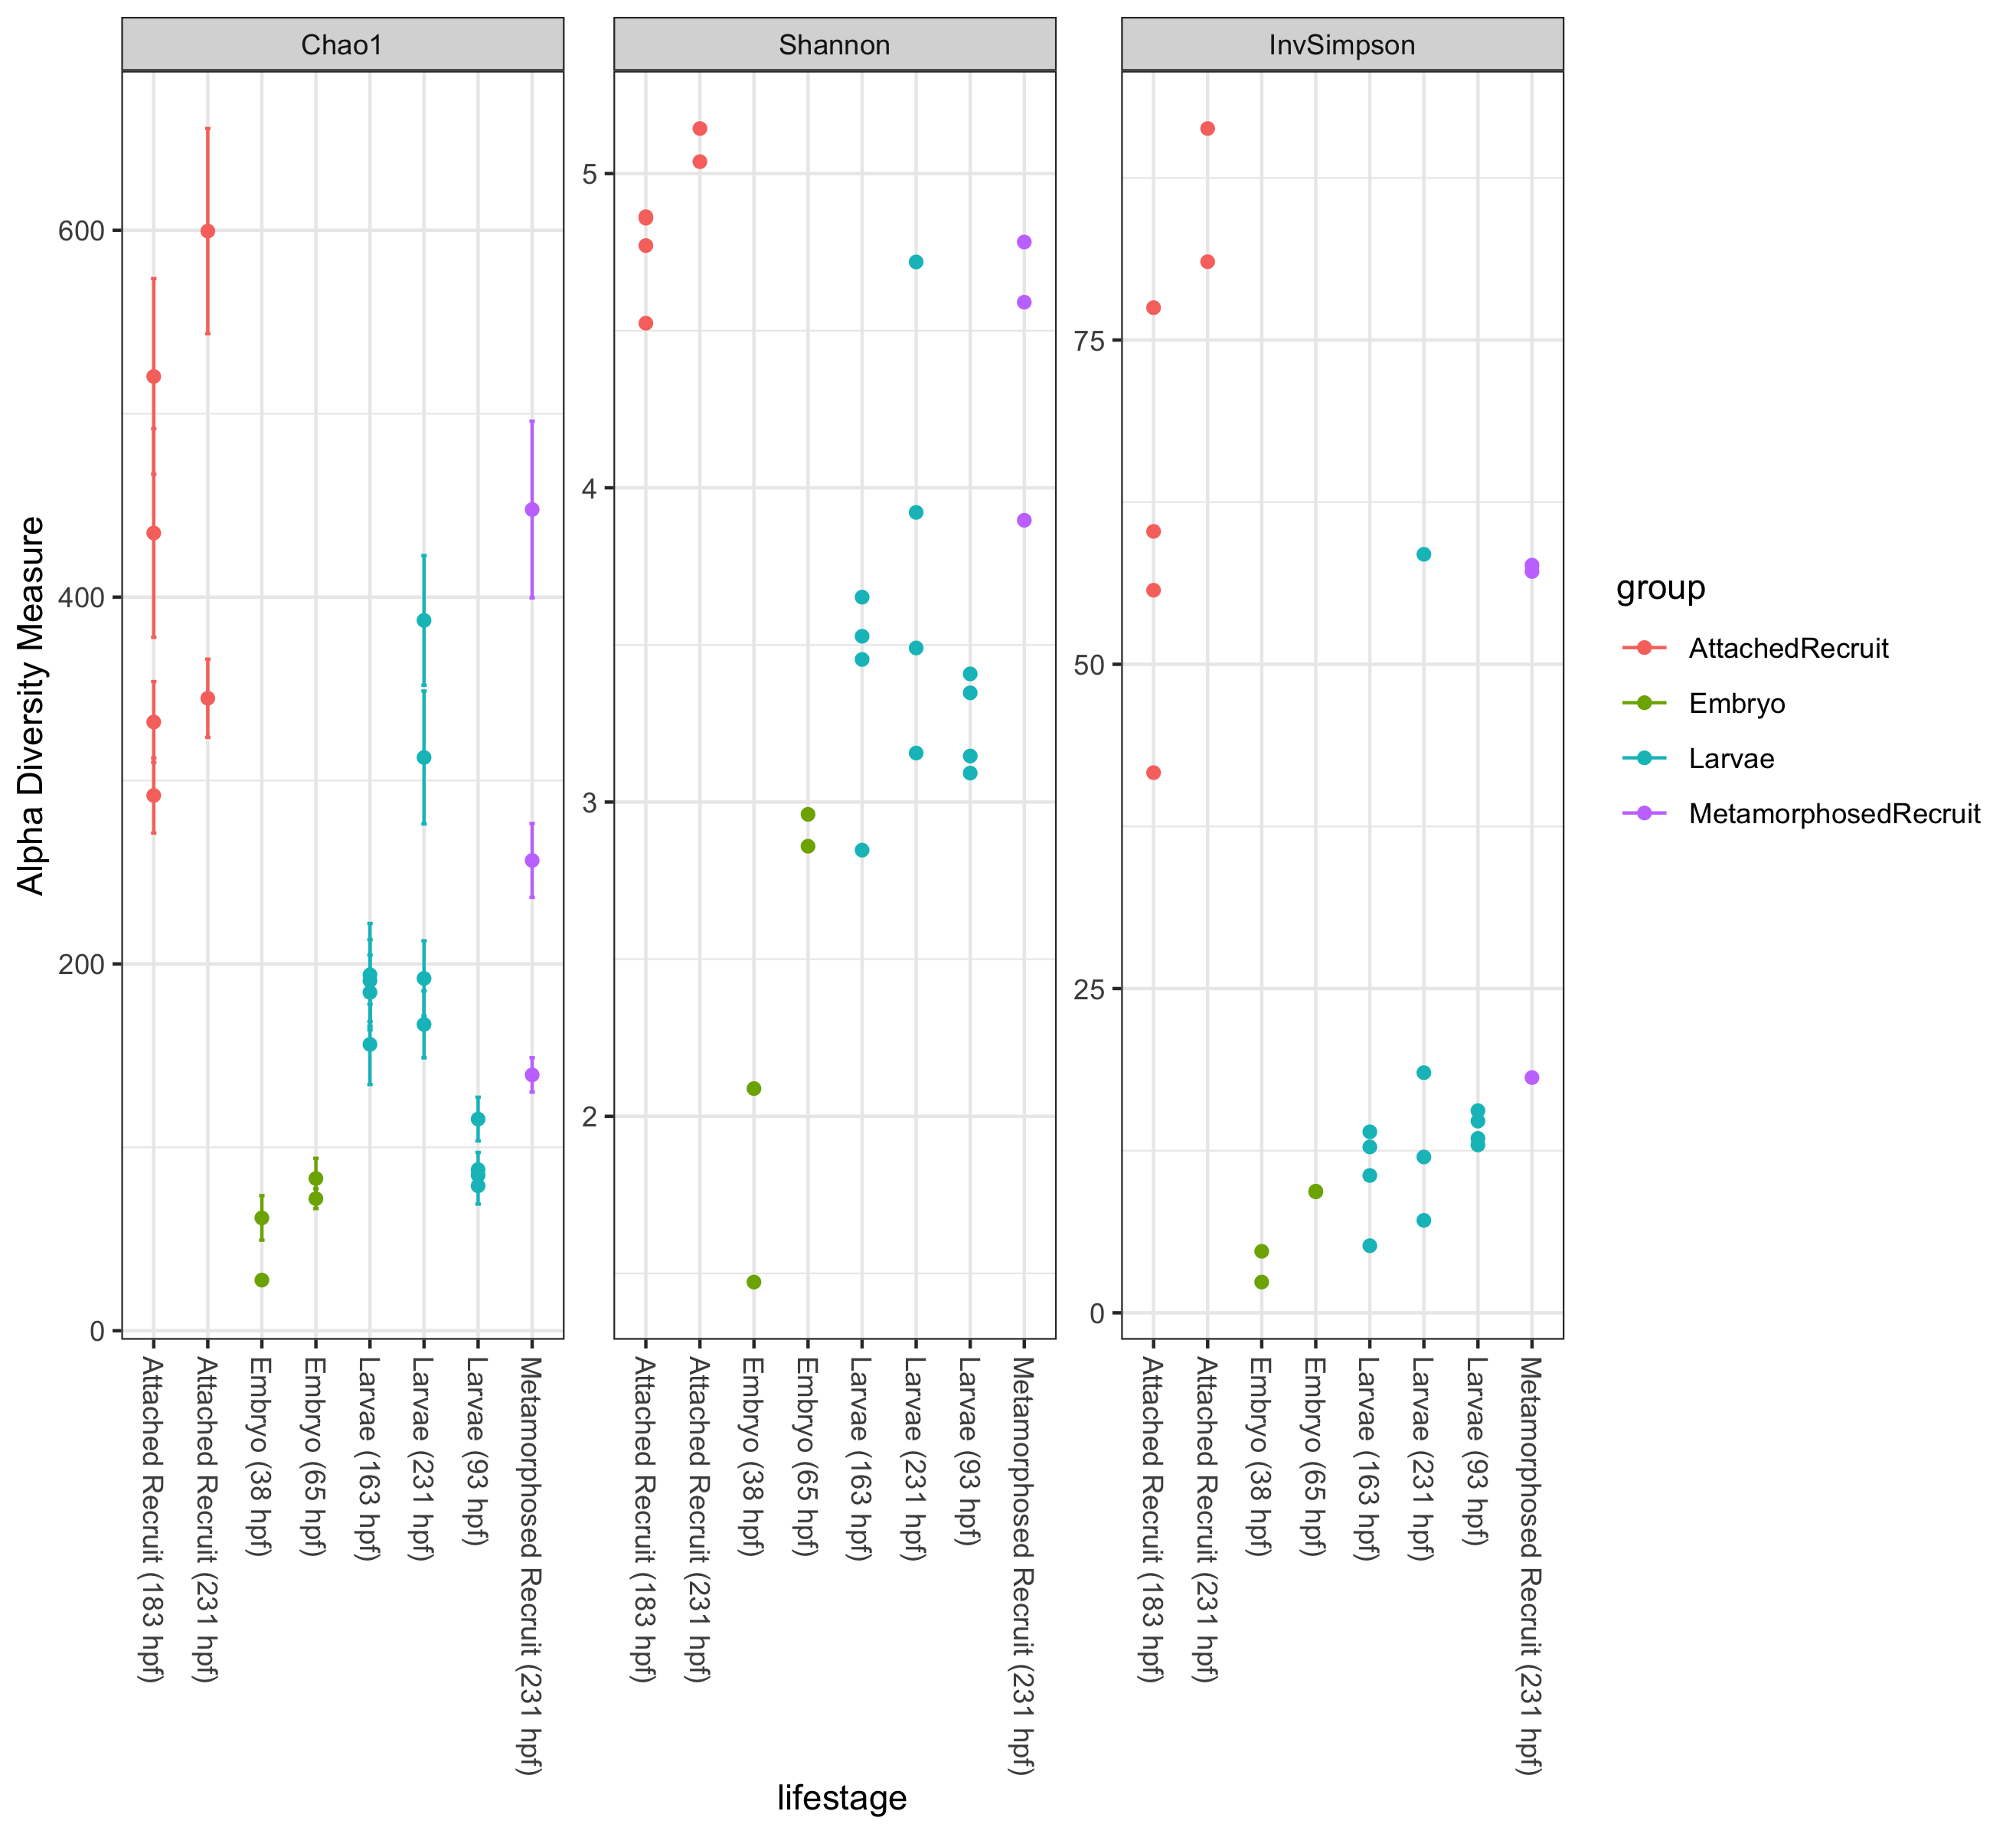 Chao1
Shannon
InvSimpson
Alpha Diversity Measure
600
400
200
0
5
4
3
2
75
50
25
0
Attached Recruit (183 hpf)
Attached Recruit (231 hpf)
Embryo (38 hpf)
Embryo (65 hpf)
Larvae (163 hpf)
Larvae (231 hpf)
Larvae (93 hpf)
Metamorphosed Recruit (231 hpf)
Attached Recruit (183 hpf)
Attached Recruit (231 hpf)
Embryo (38 hpf)
Embryo (65 hpf)
Larvae (163 hpf)
Larvae (231 hpf)
Larvae (93 hpf)
Metamorphosed Recruit (231 hpf)
Attached Recruit (183 hpf)
Attached Recruit (231 hpf)
Embryo (38 hpf)
Embryo (65 hpf)
Larvae (163 hpf)
Larvae (231 hpf)
Larvae (93 hpf)
Metamorphosed Recruit (231 hpf)
lifestage
group
AttachedRecruit
Embryo
Larvae
MetamorphosedRecruit